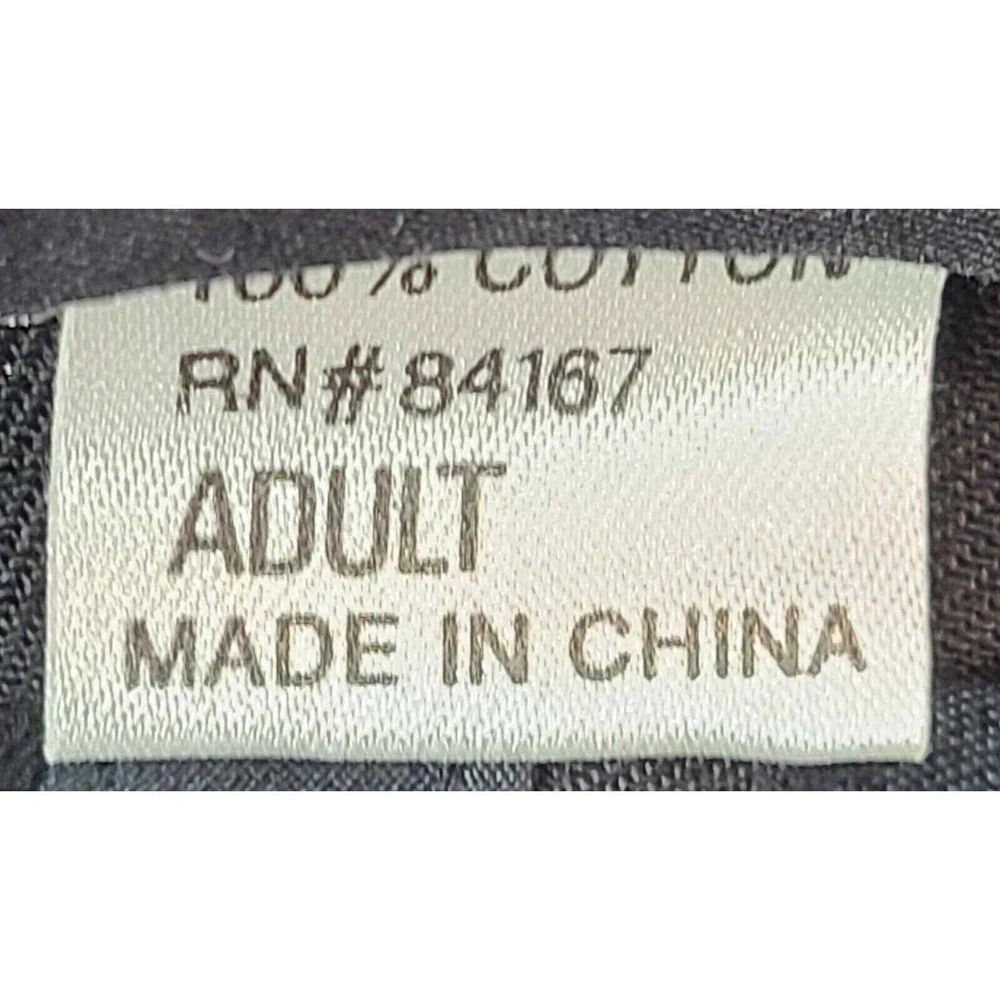 100% COTTON
RN# 84167
ADULT
MADE IN CHINA